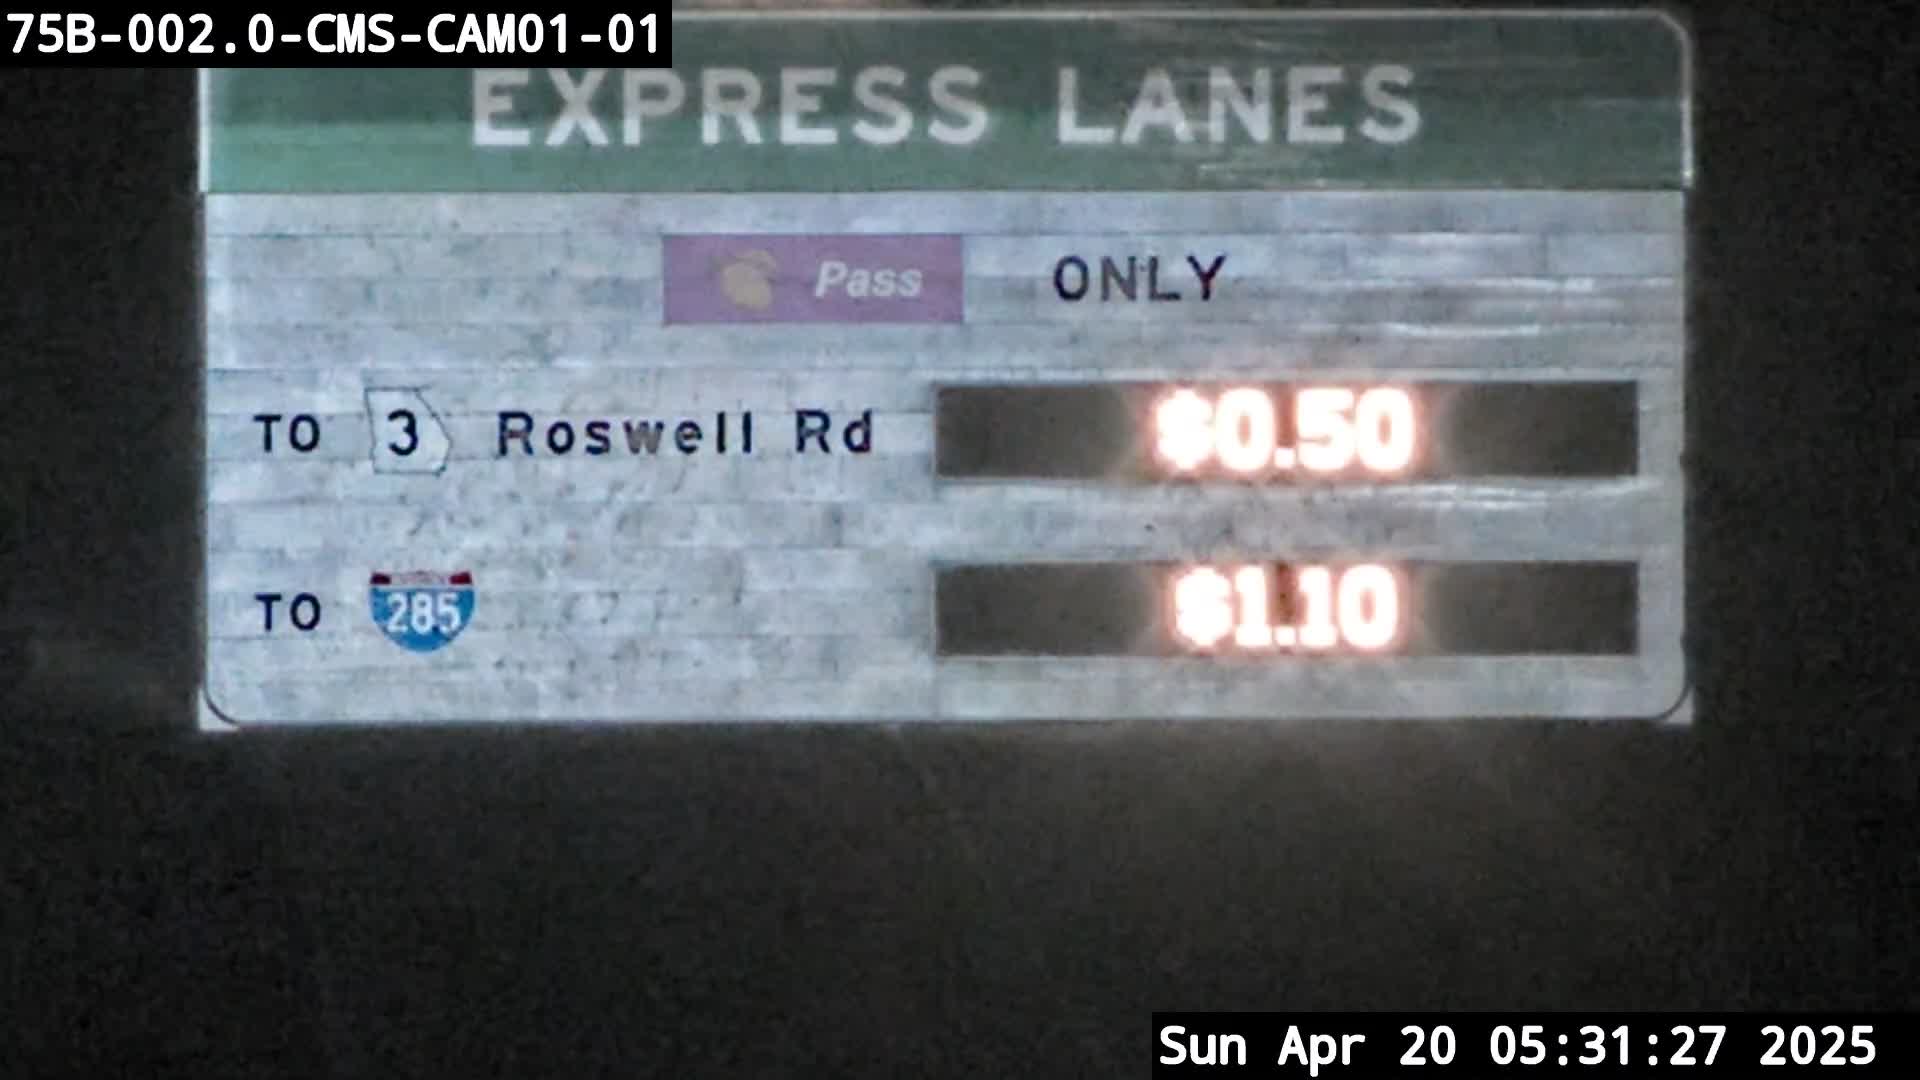 75B-002.0-CMS-CAM01-01
EXPRESS LANES
Pass ONLY
TO 3 Roswell Rd $0.50
TO 285 $1.10
Sun Apr 20 05:31:27 2025